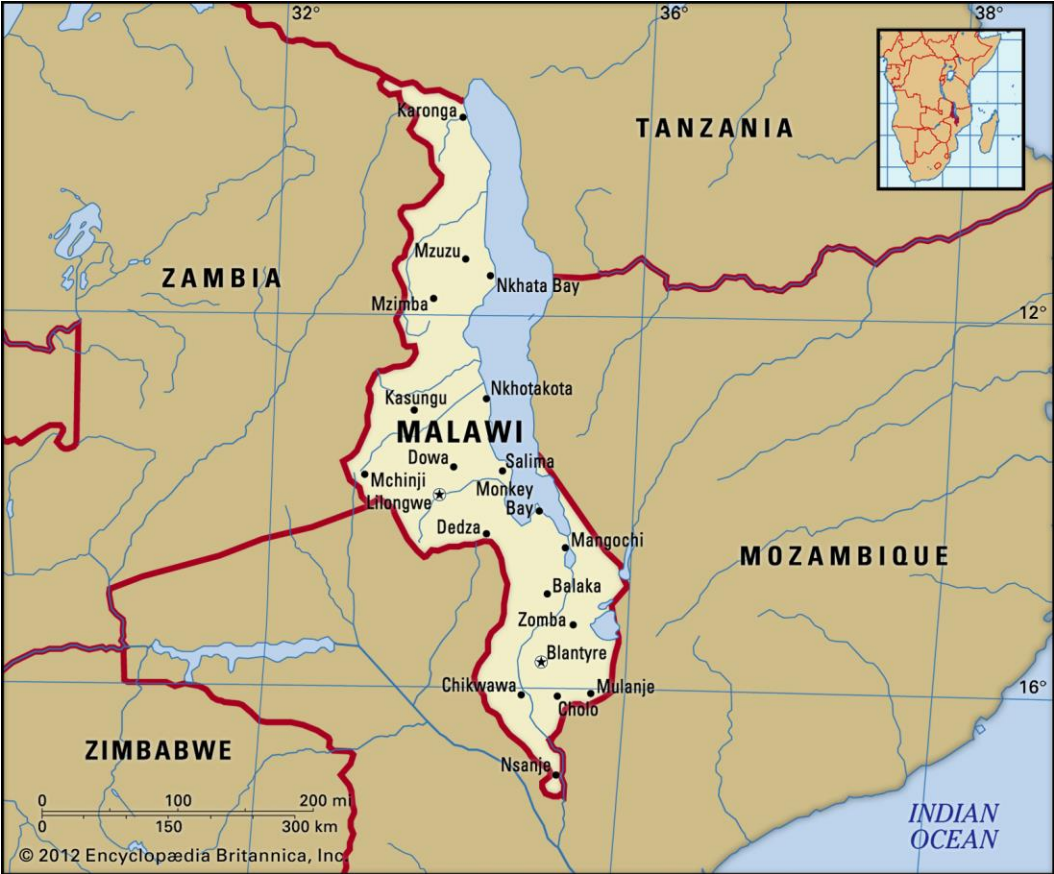 32°
36°
38°
Karonga
TANZANIA
Mzuzu
ZAMBIA
Nkhata Bay
Mzimba
12°
Nkhotakota
Kasungu
MALAWI
Dowa
Salima
Mchinji
Monkey
Bay
Lilongwe
Dedza
Mangochi
MOZAMBIQUE
Balaka
Zomba
Blantyre
Chikwawa
Mulanje
16°
Cholo
ZIMBABWE
Nsanje
0 100 200 mi
0 150 300 km
INDIAN
OCEAN
© 2012 Encyclopædia Britannica, Inc.